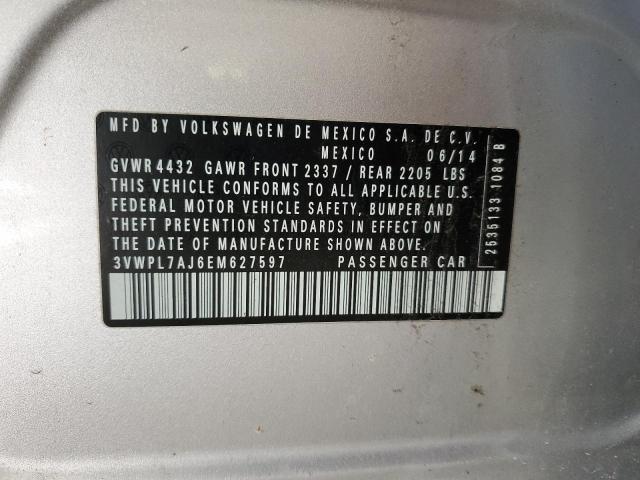 MFD BY VOLKSWAGEN DE MEXICO S.A. DE C.V.
MEXICO 06/14
GVWR 4432 GAWR FRONT 2337 / REAR 2205 LBS
THIS VEHICLE CONFORMS TO ALL APPLICABLE U.S.
FEDERAL MOTOR VEHICLE SAFETY, BUMPER AND
THEFT PREVENTION STANDARDS IN EFFECT ON
THE DATE OF MANUFACTURE SHOWN ABOVE
3VWPL7AJ6EM627597 PASSENGER CAR
2535133 1084 B